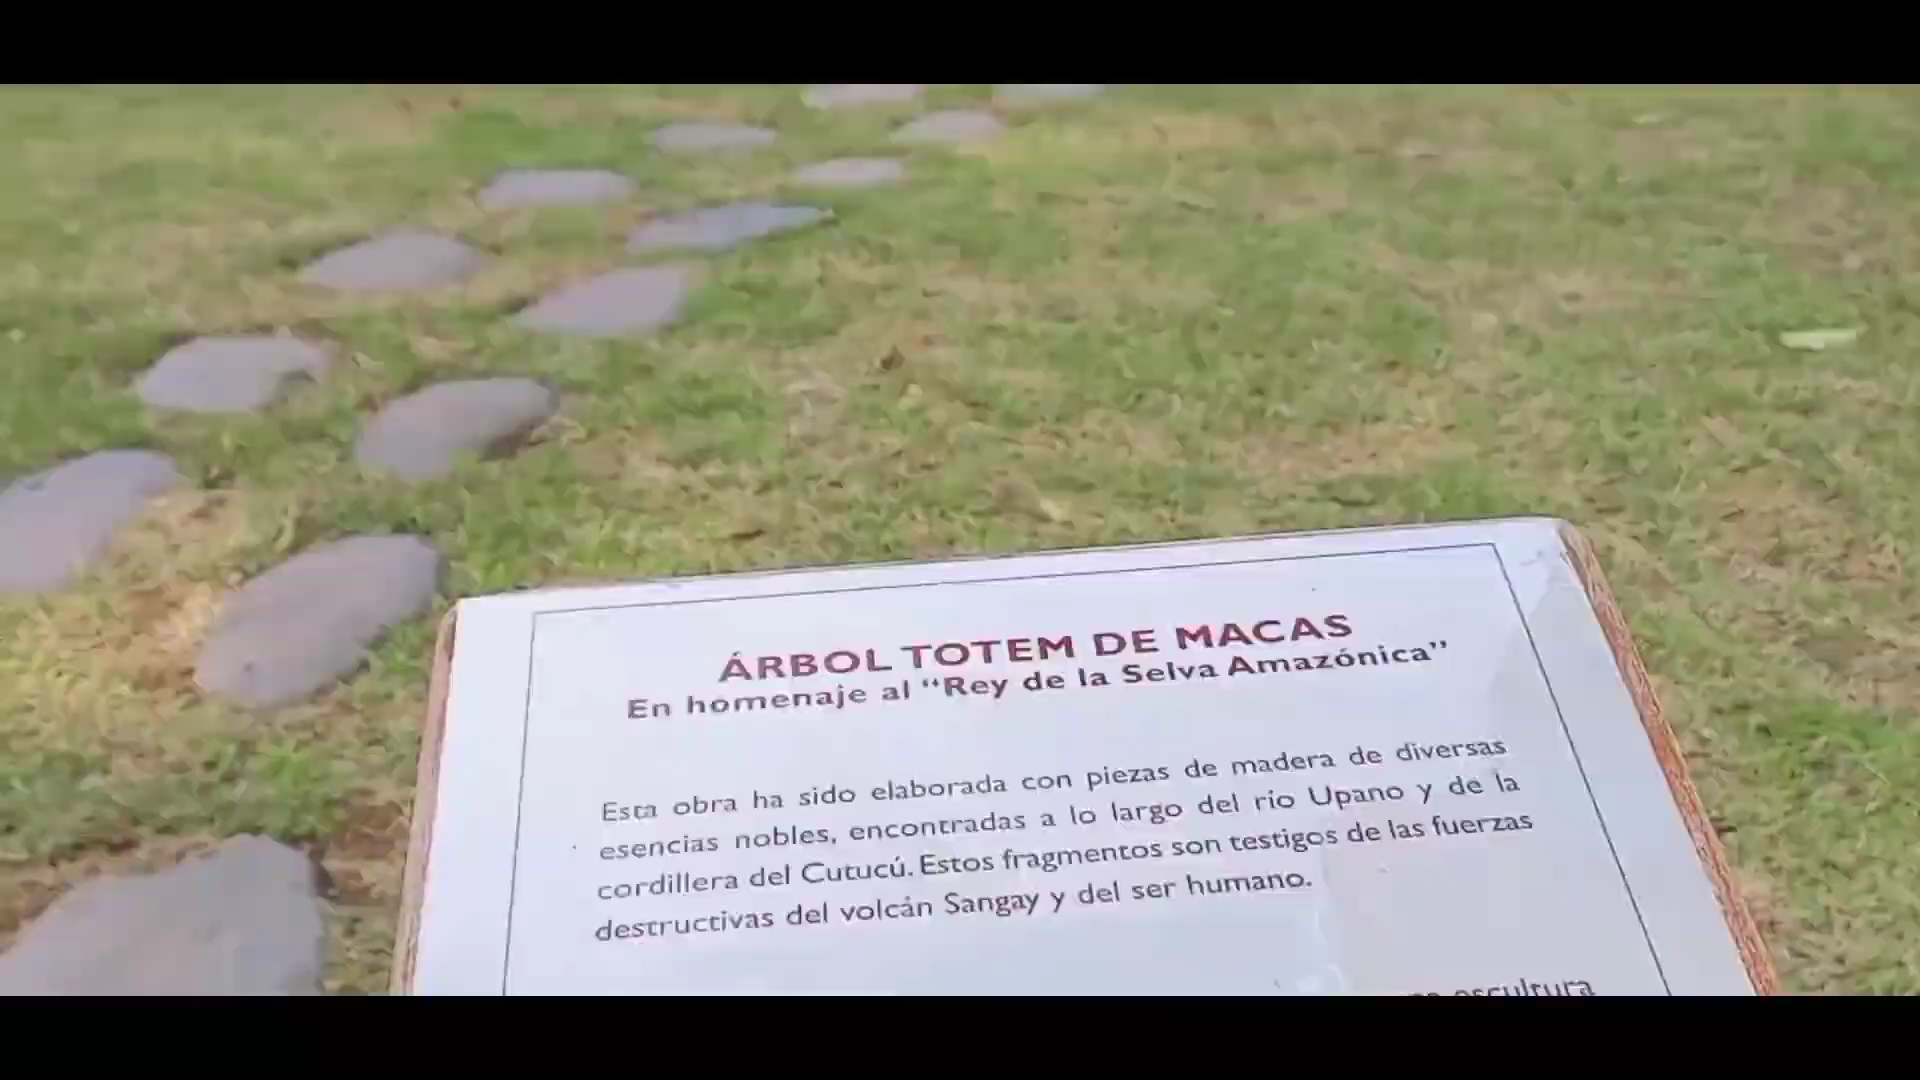 ÁRBOL TOTEM DE MACAS
En homenaje al “Rey de la Selva Amazónica”
Esta obra ha sido elaborada con piezas de madera de diversas
esencias nobles, encontradas a lo largo del río Upano y de la
cordillera del Cutucú. Estos fragmentos son testigos de las fuerzas
destructivas del volcán Sangay y del ser humano.
escultura